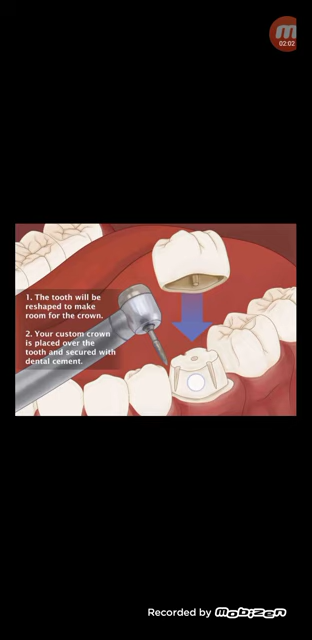 02:02
1. The tooth will be
reshaped to make
room for the crown.
2. Your custom crown
is placed over the
tooth and secured with
dental cement.
Recorded by mobizen